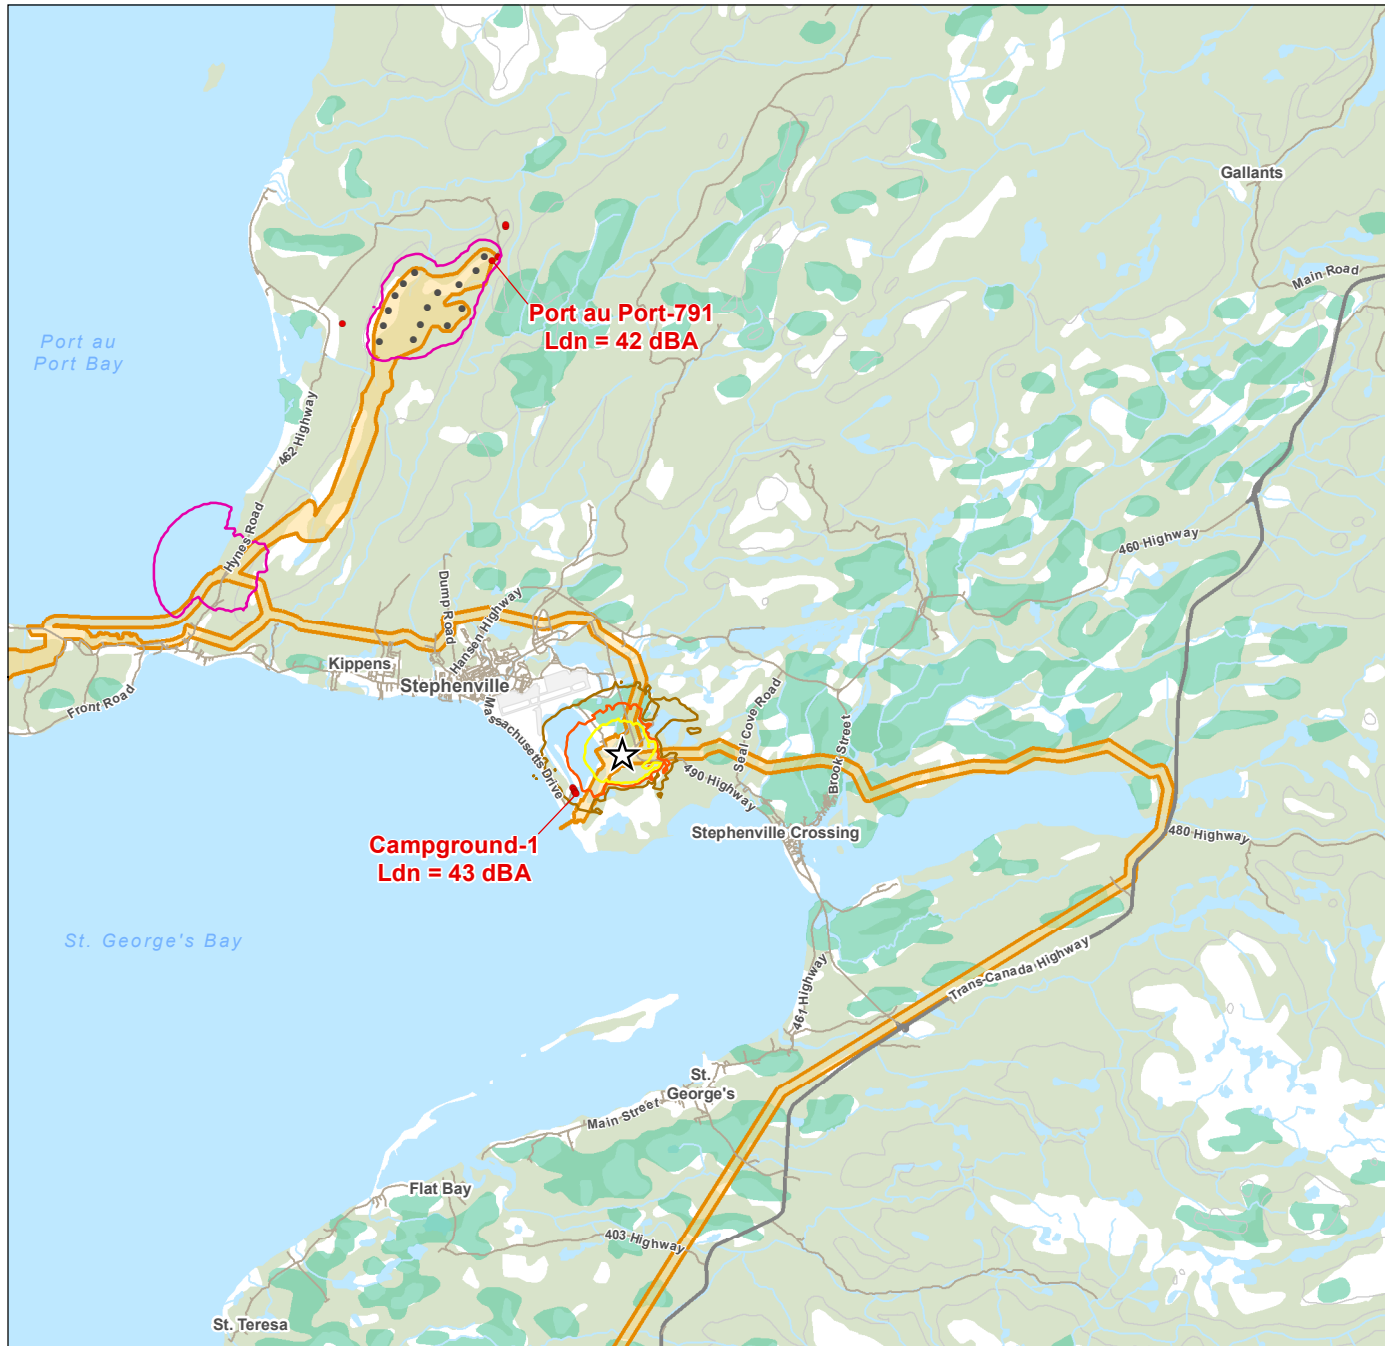 Gallants
Main Road
Port au Port-791
Ldn = 42 dBA
Port au
Port Bay
462 Highway
Hynes Road
460 Highway
Dump Road
Hansen Highway
Kippens
Stephenville
Front Road
Massachusetts Drive
Seal Cove Road
Brook Street
490 Highway
Stephenville Crossing
480 Highway
Campground-1
Ldn = 43 dBA
St. George's Bay
Trans-Canada Highway
461 Highway
St.
George's
Main Street
Flat Bay
403 Highway
St. Teresa